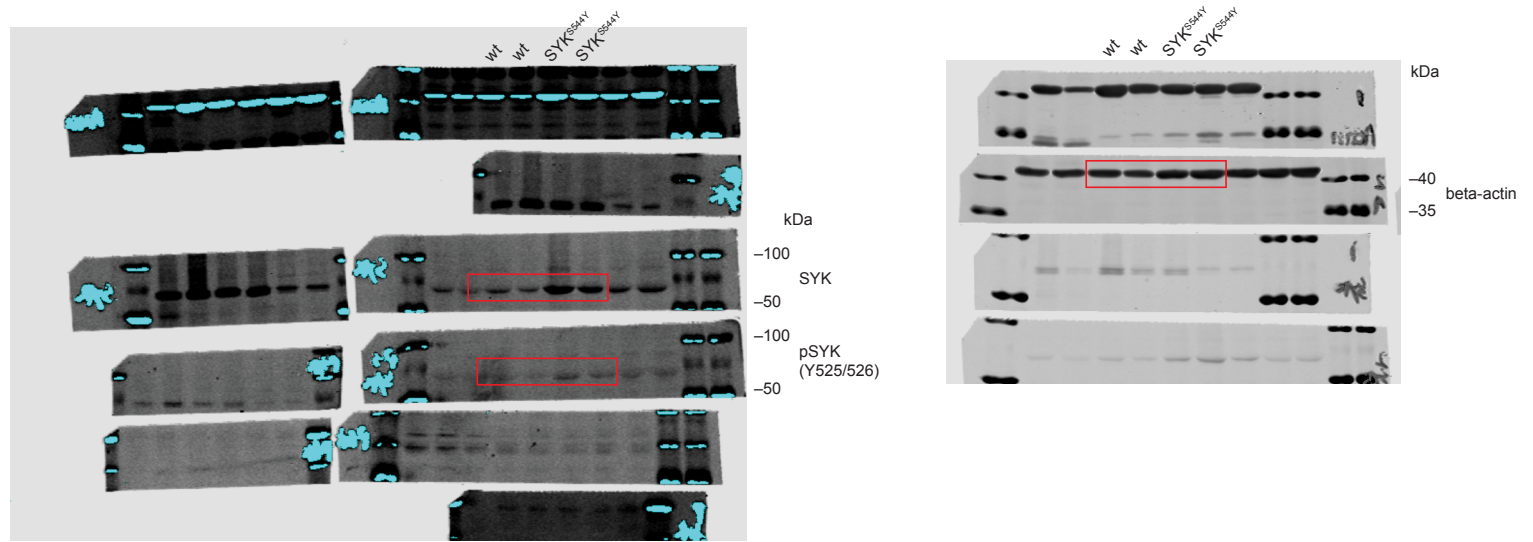 wt
wt
SYKS544Y
SYKS544Y
kDa
–100
SYK
–50
–100
pSYK
(Y525/526)
–50
wt
wt
SYKS544Y
SYKS544Y
kDa
–40
beta-actin
–35